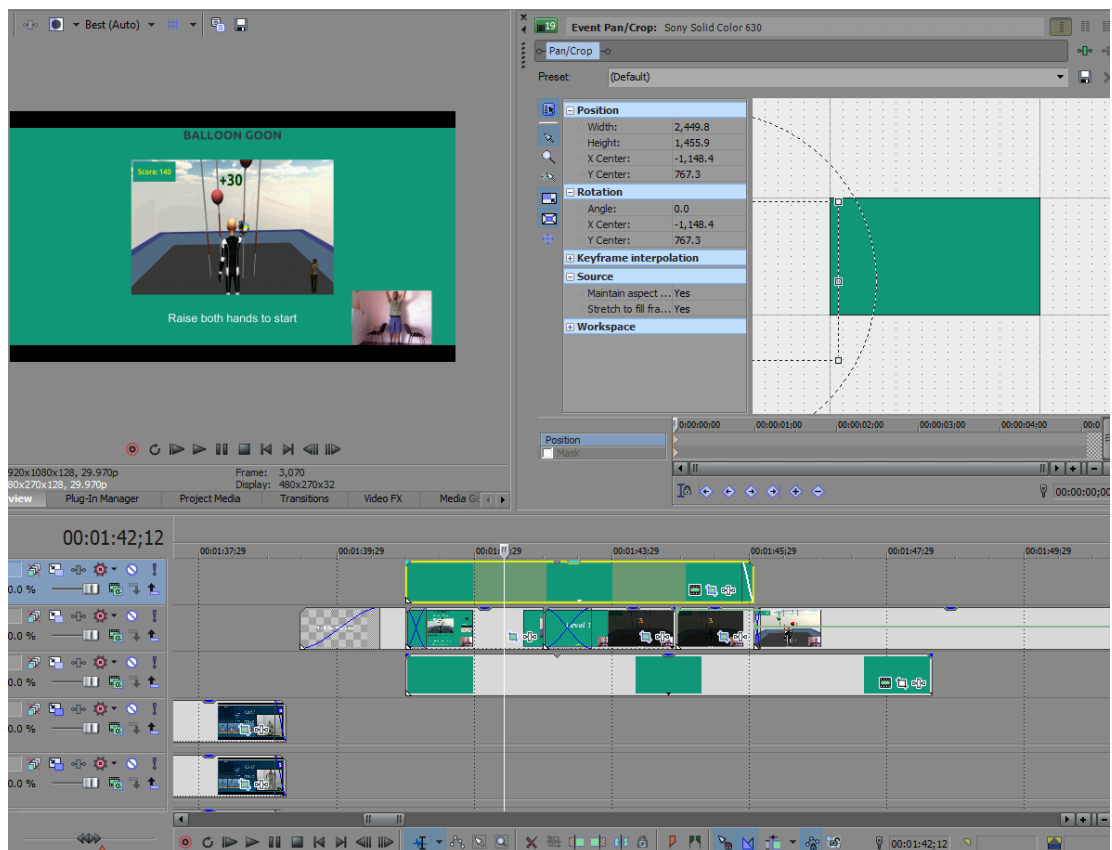 Best (Auto)
BALLOON GOON
Score: 140
+30
Raise both hands to start
920x1080x128, 29.970p
80x270x128, 29.970p
Frame: 3,070
Display: 480x270x32
view Plug-In Manager Project Media Transitions Video FX Media Ge
19 Event Pan/Crop: Sony Solid Color 630
Pan/Crop
Preset: (Default)
Position
Width: 2,449.8
Height: 1,455.9
X Center: -1,148.4
Y Center: 767.3
Rotation
Angle: 0.0
X Center: -1,148.4
Y Center: 767.3
Keyframe interpolation
Source
Maintain aspect ... Yes
Stretch to fill fra... Yes
Workspace
0:00:00:00 00:00:01:00 00:00:02:00 00:00:03:00 00:00:04:00 00:0
Position
Mask
00:00:00;00
00:01:42;12
00:01:37;29 00:01:39;29 00:01:43;29 00:01:45;29 00:01:47;29 00:01:49;29
0.0 %
0.0 %
Level 1
3
3
0.0 %
0.0 %
0.0 %
00:01:42;12